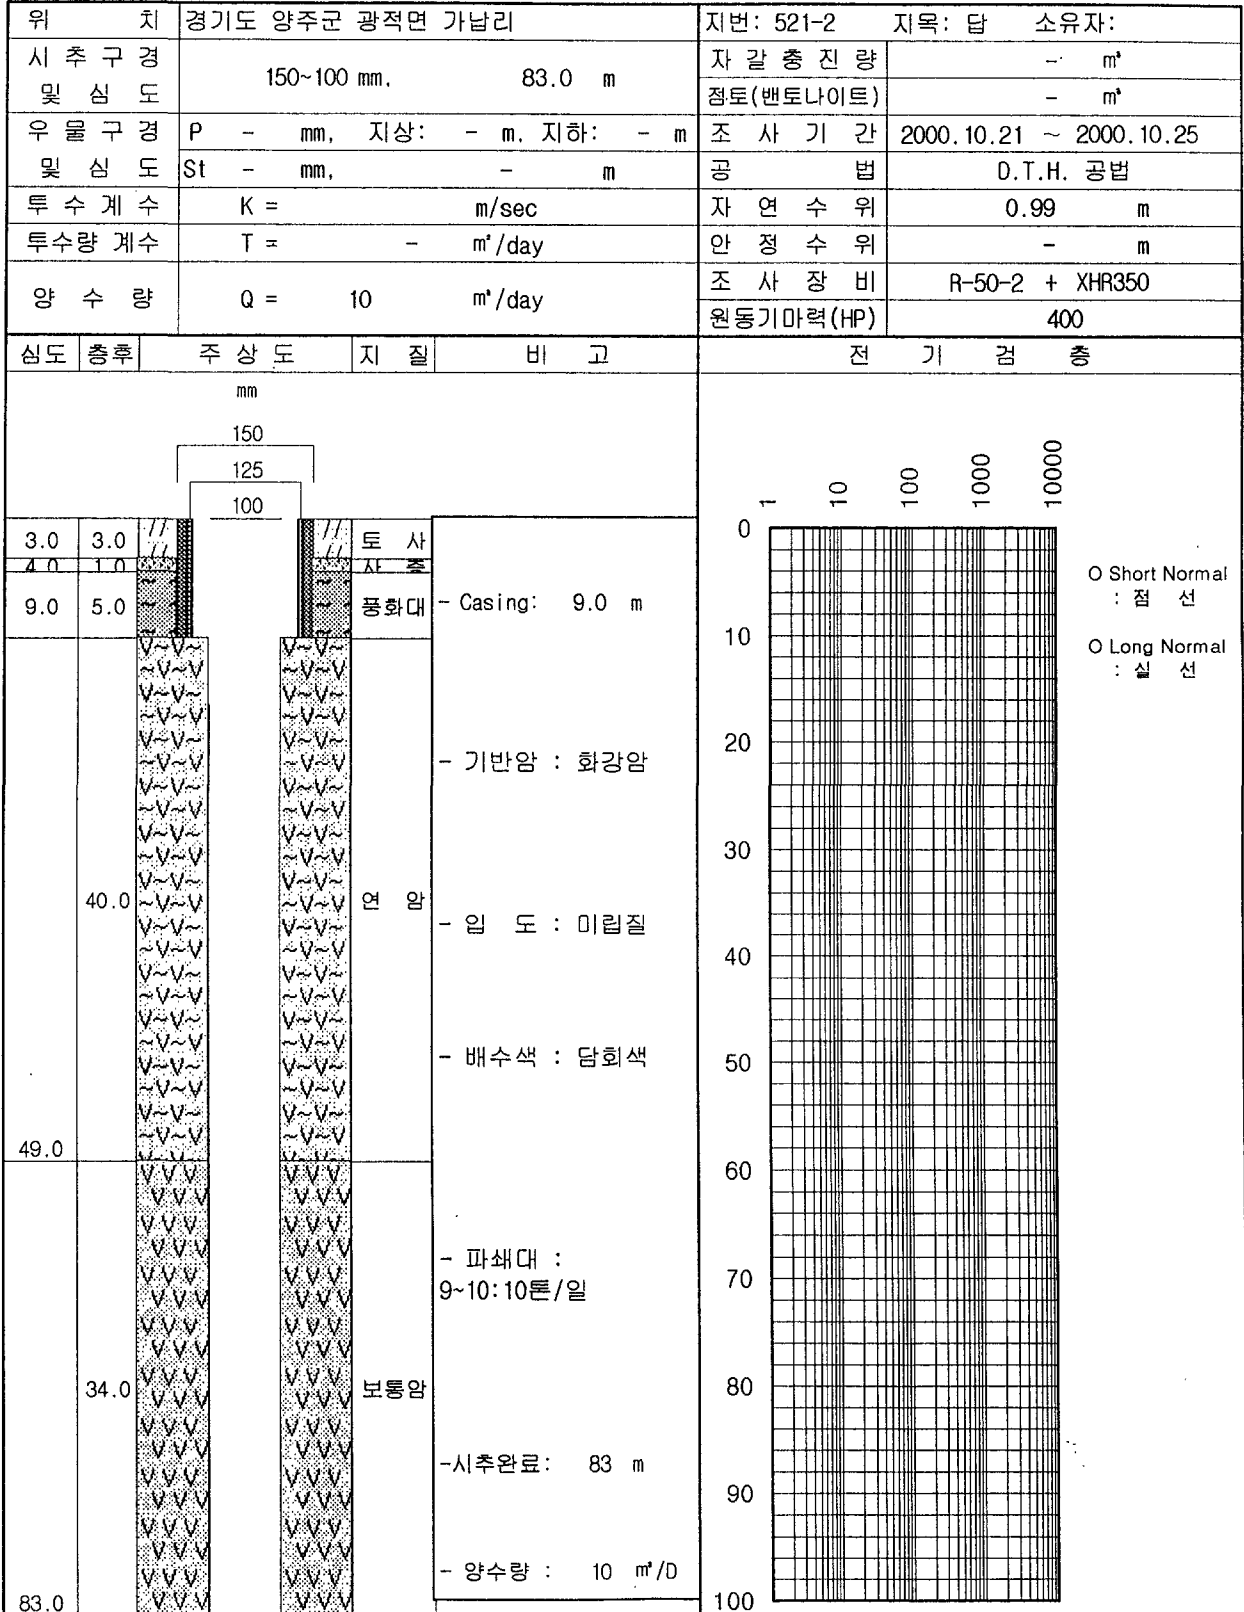 위 치 경기도 양주군 광적면 가납리 지번: 521-2 지목: 답 소유자:
시 추 구 경 및 심 도 150~100 mm, 83.0 m
자 갈 충 진 량 - m³
점토(밴토나이트) - m³
우 물 구 경 및 심 도 P - mm, 지상: - m. 지하: - m
St - mm, - m
조 사 기 간 2000.10.21 ~ 2000.10.25
공 법 D.T.H. 공법
투 수 계 수 K = m/sec
자 연 수 위 0.99 m
투수량 계수 T = - m²/day
안 정 수 위 - m
양 수 량 Q = 10 m³/day
조 사 장 비 R-50-2 + XHR350
원동기마력(HP) 400
심도 층후 주 상 도 지 질 비 고 전 기 검 층
mm
150
125
100
3.0 3.0 토 사
4.0 1.0 사 층
9.0 5.0 풍화대
- Casing: 9.0 m
- 기반암 : 화강암
40.0 연 암
- 입 도 : 미립질
- 배수색 : 담회색
49.0
- 파쇄대 :
9~10:10톤/일
34.0 보통암
-시추완료: 83 m
- 양수량 : 10 m³/D
83.0
1 10 100 1000 10000
0
10
20
30
40
50
60
70
80
90
100
O Short Normal
: 점 선
O Long Normal
: 실 선